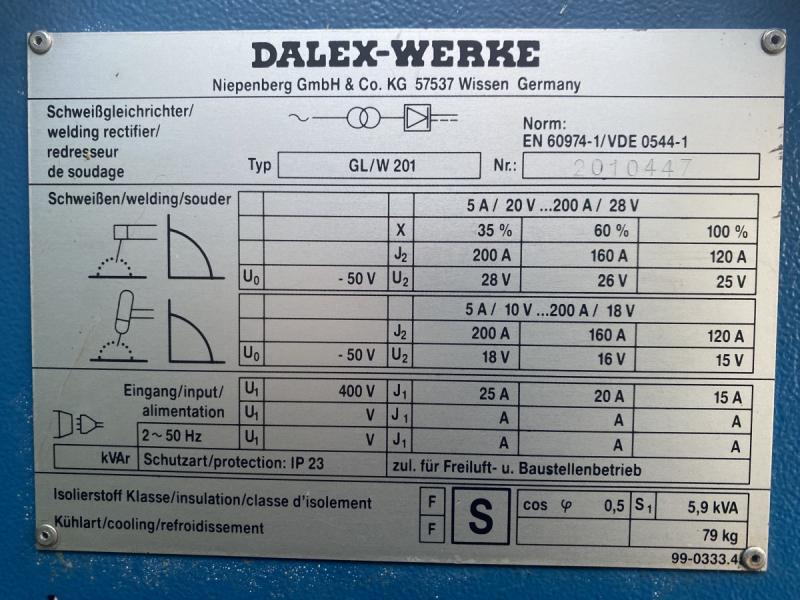 DALEX-WERKE
Niepenberg GmbH & Co. KG 57537 Wissen Germany
Schweißgleichrichter/
welding rectifier/
redresseur
de soudage
Norm:
EN 60974-1/VDE 0544-1
Typ GL/W 201 Nr.: 2010447
Schweißen/welding/souder
5 A / 20 V ...200 A / 28 V
X 35 % 60 % 100 %
J2 200 A 160 A 120 A
U0 - 50 V U2 28 V 26 V 25 V
5 A / 10 V ...200 A / 18 V
J2 200 A 160 A 120 A
U0 - 50 V U2 18 V 16 V 15 V
Eingang/input/
alimentation
U1 400 V J1 25 A 20 A 15 A
U1 V J1 A A A
2 ~ 50 Hz U1 V J1 A A A
kVAr Schutzart/protection: IP 23 zul. für Freiluft- u. Baustellenbetrieb
Isolierstoff Klasse/insulation/classe d'isolement F
Kühlart/cooling/refroidissement F
S
cos φ 0,5 S1 5,9 kVA
79 kg
99-0333.4